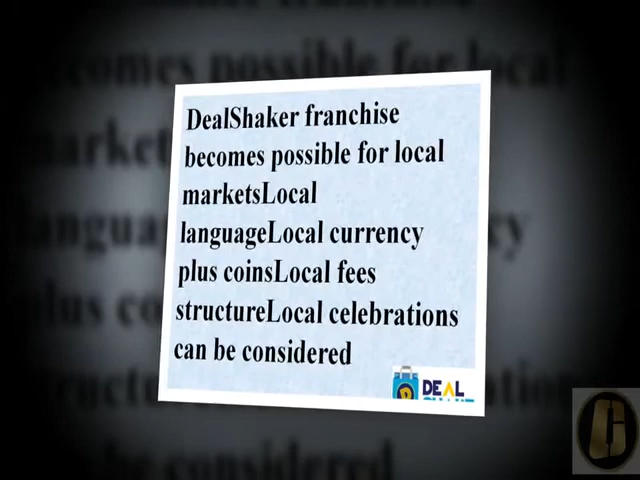 DealShaker franchise
becomes possible for local
marketsLocal
languageLocal currency
plus coinsLocal fees
structureLocal celebrations
can be considered
DEAL